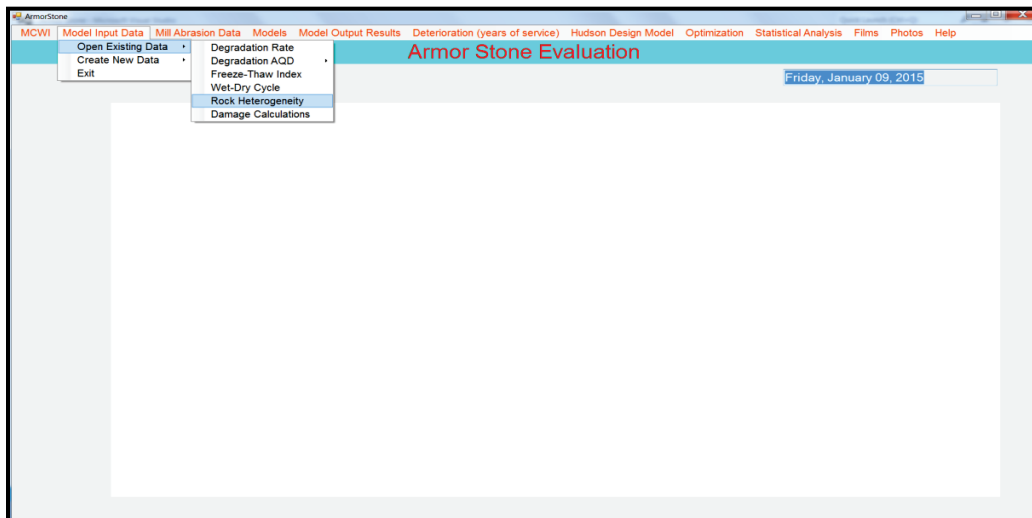 ArmorStone
MCWI Model Input Data Mill Abrasion Data Models Model Output Results Deterioration (years of service) Hudson Design Model Optimization Statistical Analysis Films Photos Help
Open Existing Data
Create New Data
Exit
Degradation Rate
Degradation AQD
Freeze-Thaw Index
Wet-Dry Cycle
Rock Heterogeneity
Damage Calculations
Armor Stone Evaluation
Friday, January 09, 2015